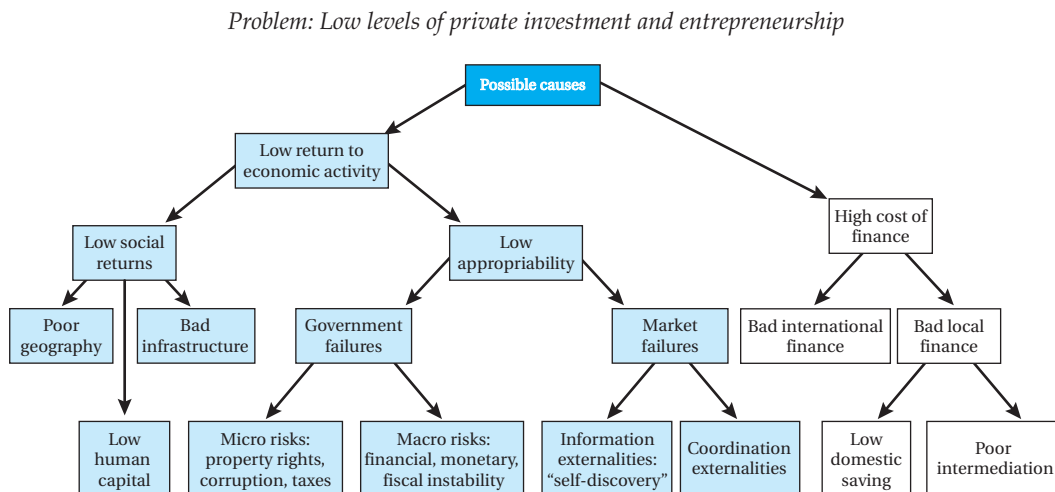 Problem: Low levels of private investment and entrepreneurship
Possible causes
Low return to
economic activity
High cost of
finance
Low social
returns
Low
appropriability
Poor
geography
Bad
infrastructure
Government
failures
Market
failures
Bad international
finance
Bad local
finance
Low
human
capital
Micro risks:
property rights,
corruption, taxes
Macro risks:
financial, monetary,
fiscal instability
Information
externalities:
“self-discovery”
Coordination
externalities
Low
domestic
saving
Poor
intermediation